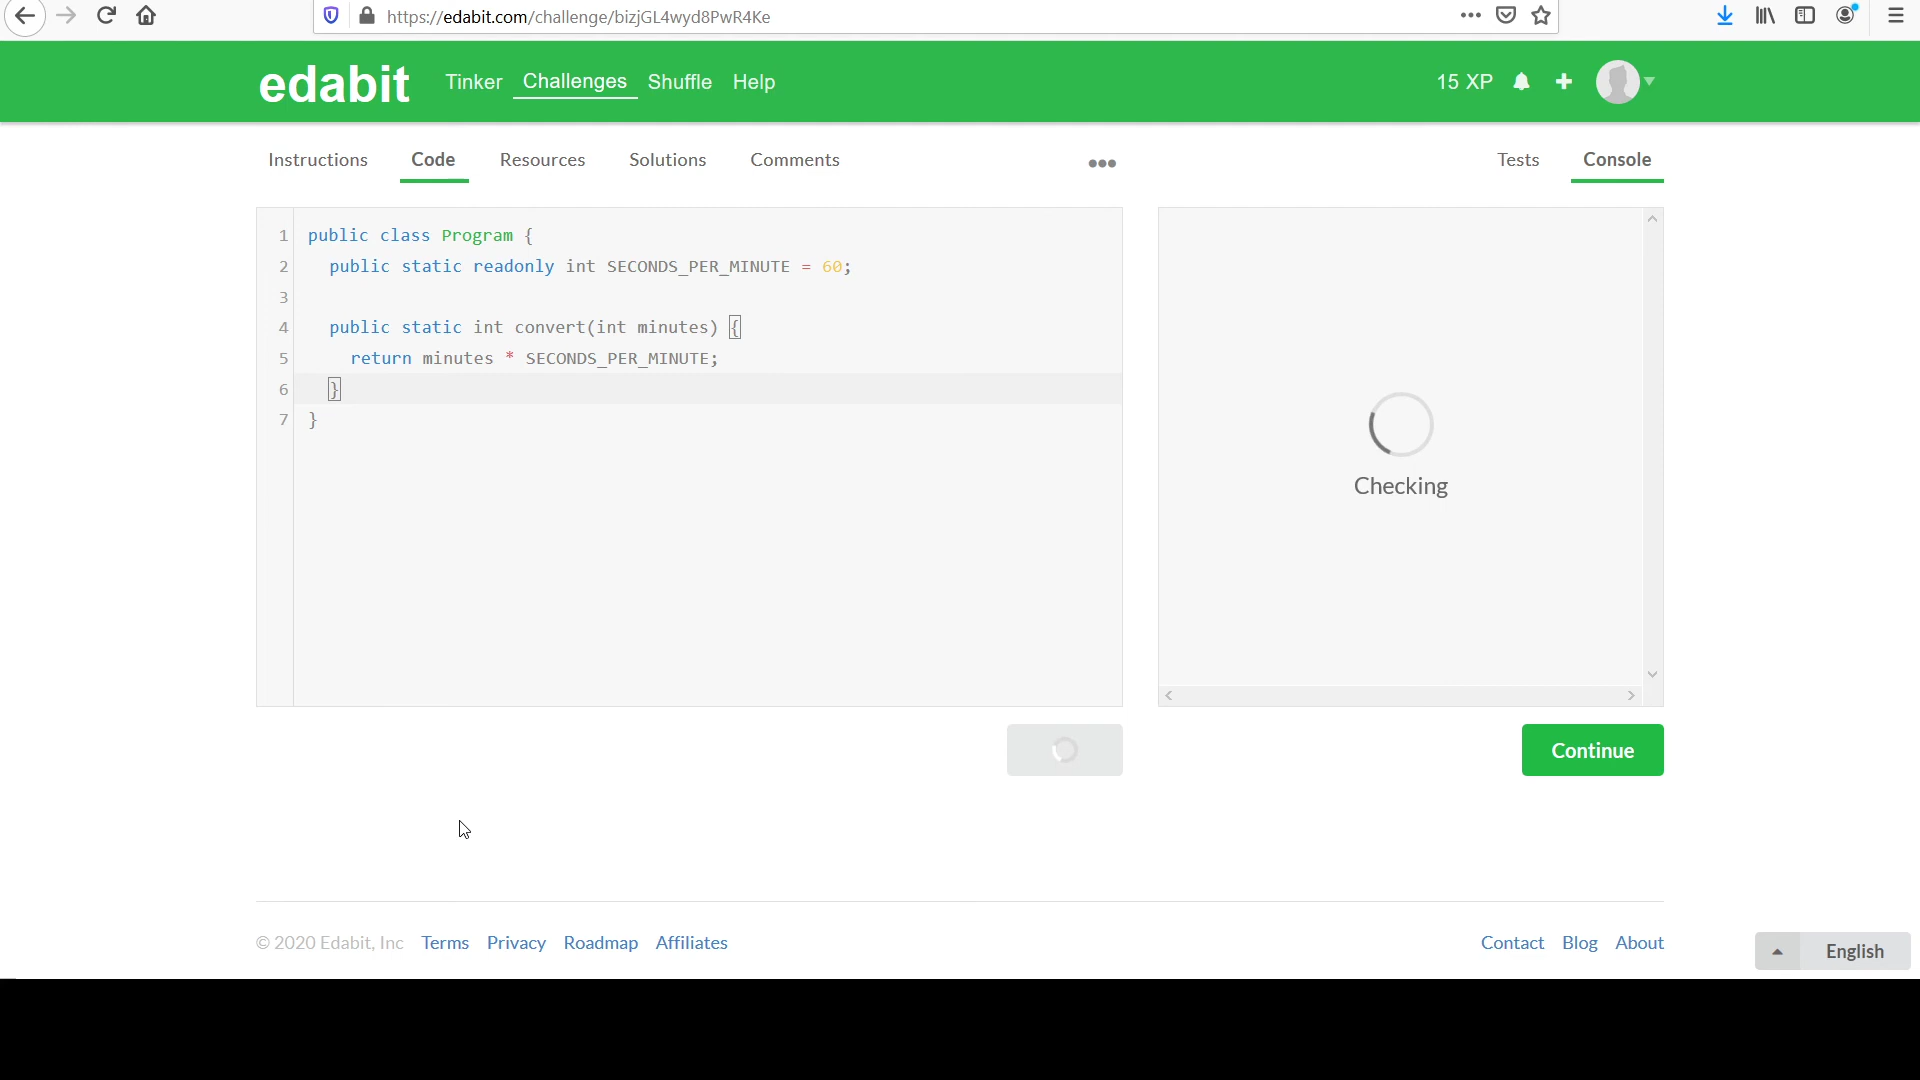 https://edabit.com/challenge/bizjGL4wyd8PwR4Ke
edabit Tinker Challenges Shuffle Help 15 XP
Instructions Code Resources Solutions Comments Tests Console
1 public class Program {
2 public static readonly int SECONDS_PER_MINUTE = 60;
3
4 public static int convert(int minutes) {
5 return minutes * SECONDS_PER_MINUTE;
6 }
7 }
Checking
Continue
© 2020 Edabit, Inc Terms Privacy Roadmap Affiliates Contact Blog About
English